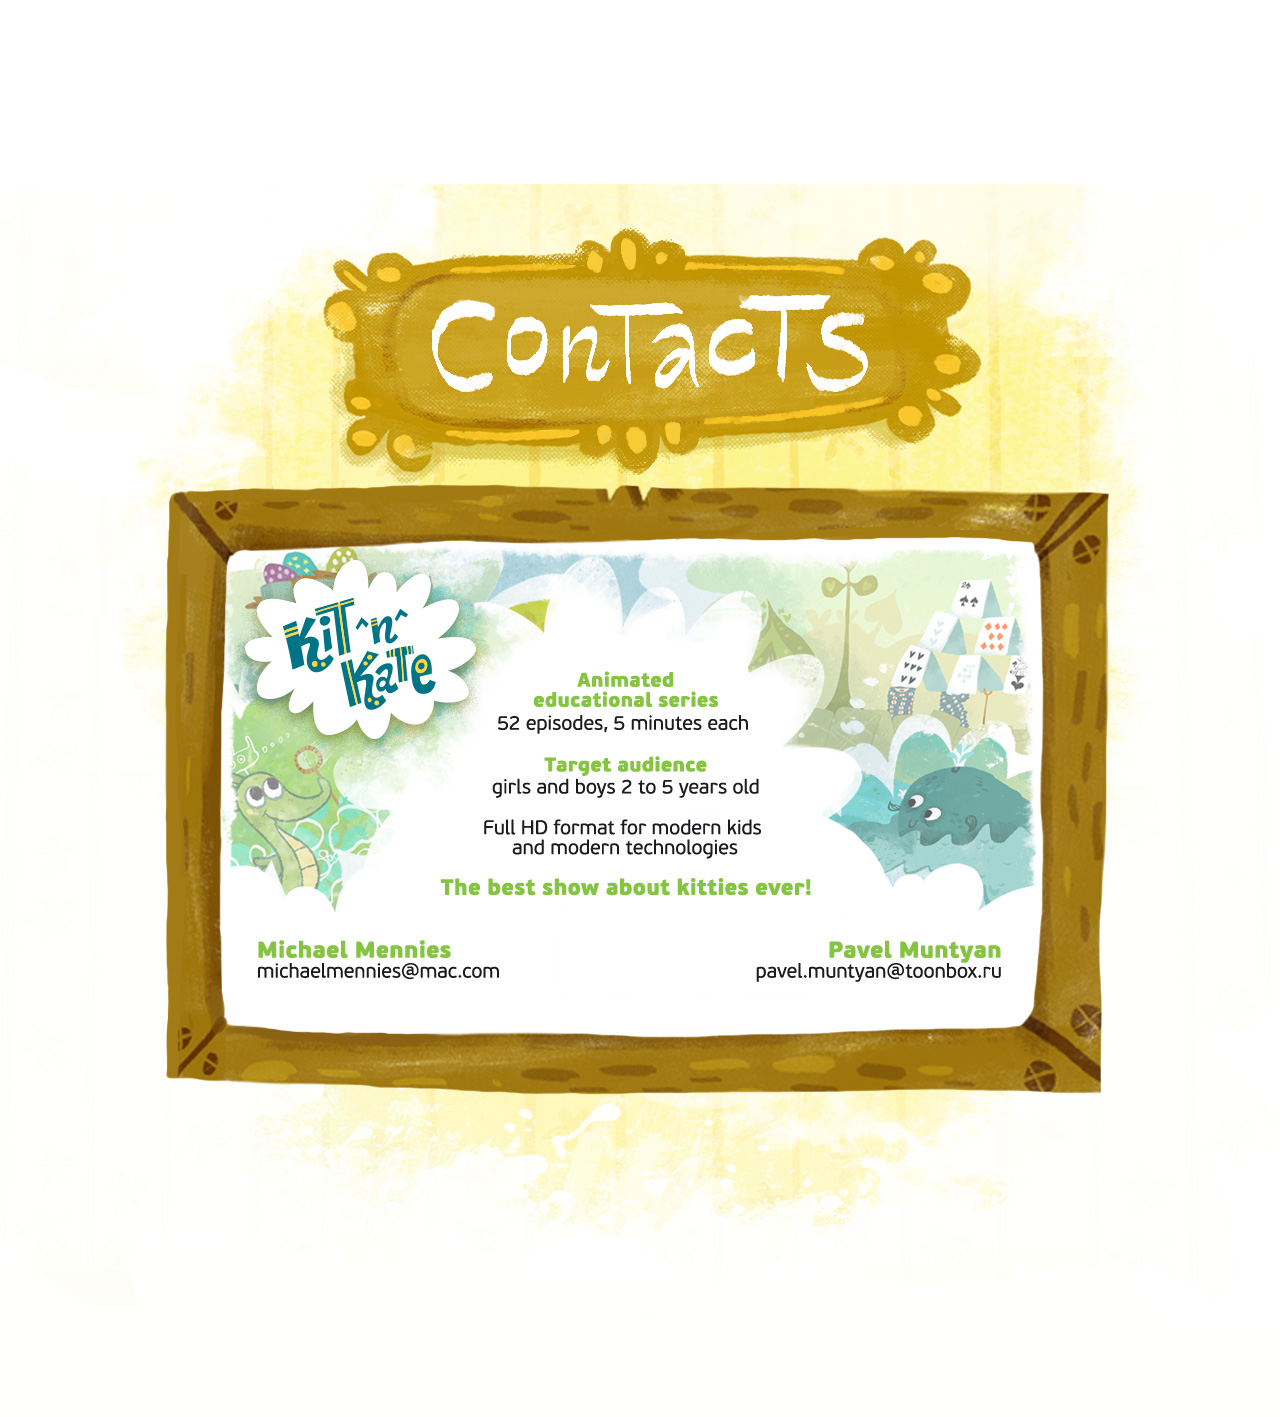 Contacts
KiT ^n^
KaTe
Animated
educational series
52 episodes, 5 minutes each
Target audience
girls and boys 2 to 5 years old
Full HD format for modern kids
and modern technologies
The best show about kitties ever!
Michael Mennies
michaelmennies@mac.com
Pavel Muntyan
pavel.muntyan@toonbox.ru